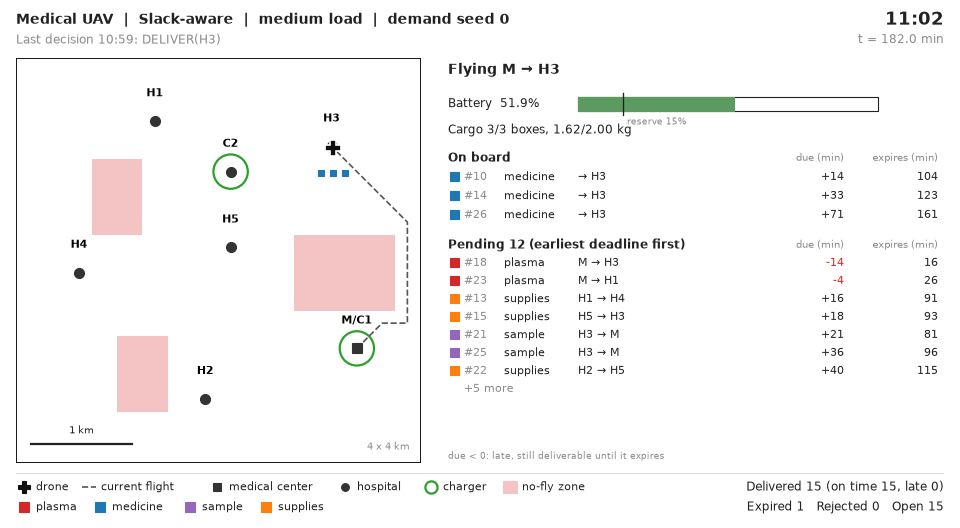 Medical UAV | Slack-aware | medium load | demand seed 0
11:02
Last decision 10:59: DELIVER(H3)
t = 182.0 min
H1
H3
C2
H5
H4
M/C1
H2
1 km
4 x 4 km
Flying M → H3
Battery 51.9%
reserve 15%
Cargo 3/3 boxes, 1.62/2.00 kg
On board due (min) expires (min)
#10 medicine → H3 +14 104
#14 medicine → H3 +33 123
#26 medicine → H3 +71 161
Pending 12 (earliest deadline first) due (min) expires (min)
#18 plasma M → H3 -14 16
#23 plasma M → H1 -4 26
#13 supplies H1 → H4 +16 91
#15 supplies H5 → H3 +18 93
#21 sample H3 → M +21 81
#25 sample H3 → M +36 96
#22 supplies H2 → H5 +40 115
+5 more
due < 0: late, still deliverable until it expires
drone current flight medical center hospital charger no-fly zone
plasma medicine sample supplies
Delivered 15 (on time 15, late 0)
Expired 1 Rejected 0 Open 15